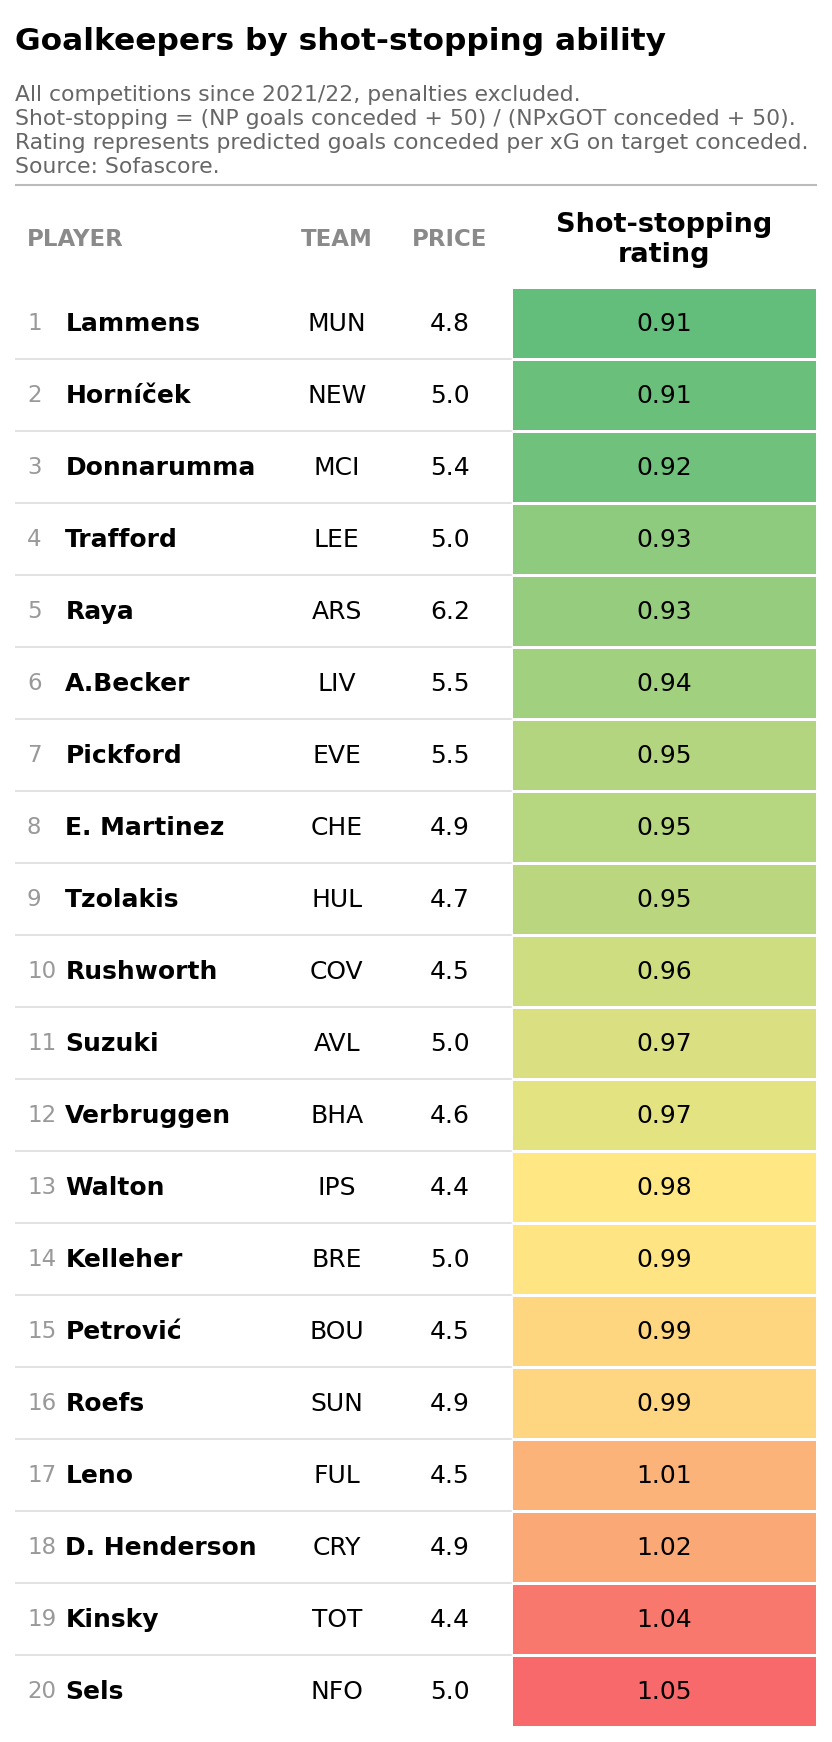 Goalkeepers by shot-stopping ability
All competitions since 2021/22, penalties excluded.
Shot-stopping = (NP goals conceded + 50) / (NPxGOT conceded + 50).
Rating represents predicted goals conceded per xG on target conceded.
Source: Sofascore.
PLAYER TEAM PRICE Shot-stopping rating
1 Lammens MUN 4.8 0.91
2 Horníček NEW 5.0 0.91
3 Donnarumma MCI 5.4 0.92
4 Trafford LEE 5.0 0.93
5 Raya ARS 6.2 0.93
6 A.Becker LIV 5.5 0.94
7 Pickford EVE 5.5 0.95
8 E. Martinez CHE 4.9 0.95
9 Tzolakis HUL 4.7 0.95
10 Rushworth COV 4.5 0.96
11 Suzuki AVL 5.0 0.97
12 Verbruggen BHA 4.6 0.97
13 Walton IPS 4.4 0.98
14 Kelleher BRE 5.0 0.99
15 Petrović BOU 4.5 0.99
16 Roefs SUN 4.9 0.99
17 Leno FUL 4.5 1.01
18 D. Henderson CRY 4.9 1.02
19 Kinsky TOT 4.4 1.04
20 Sels NFO 5.0 1.05